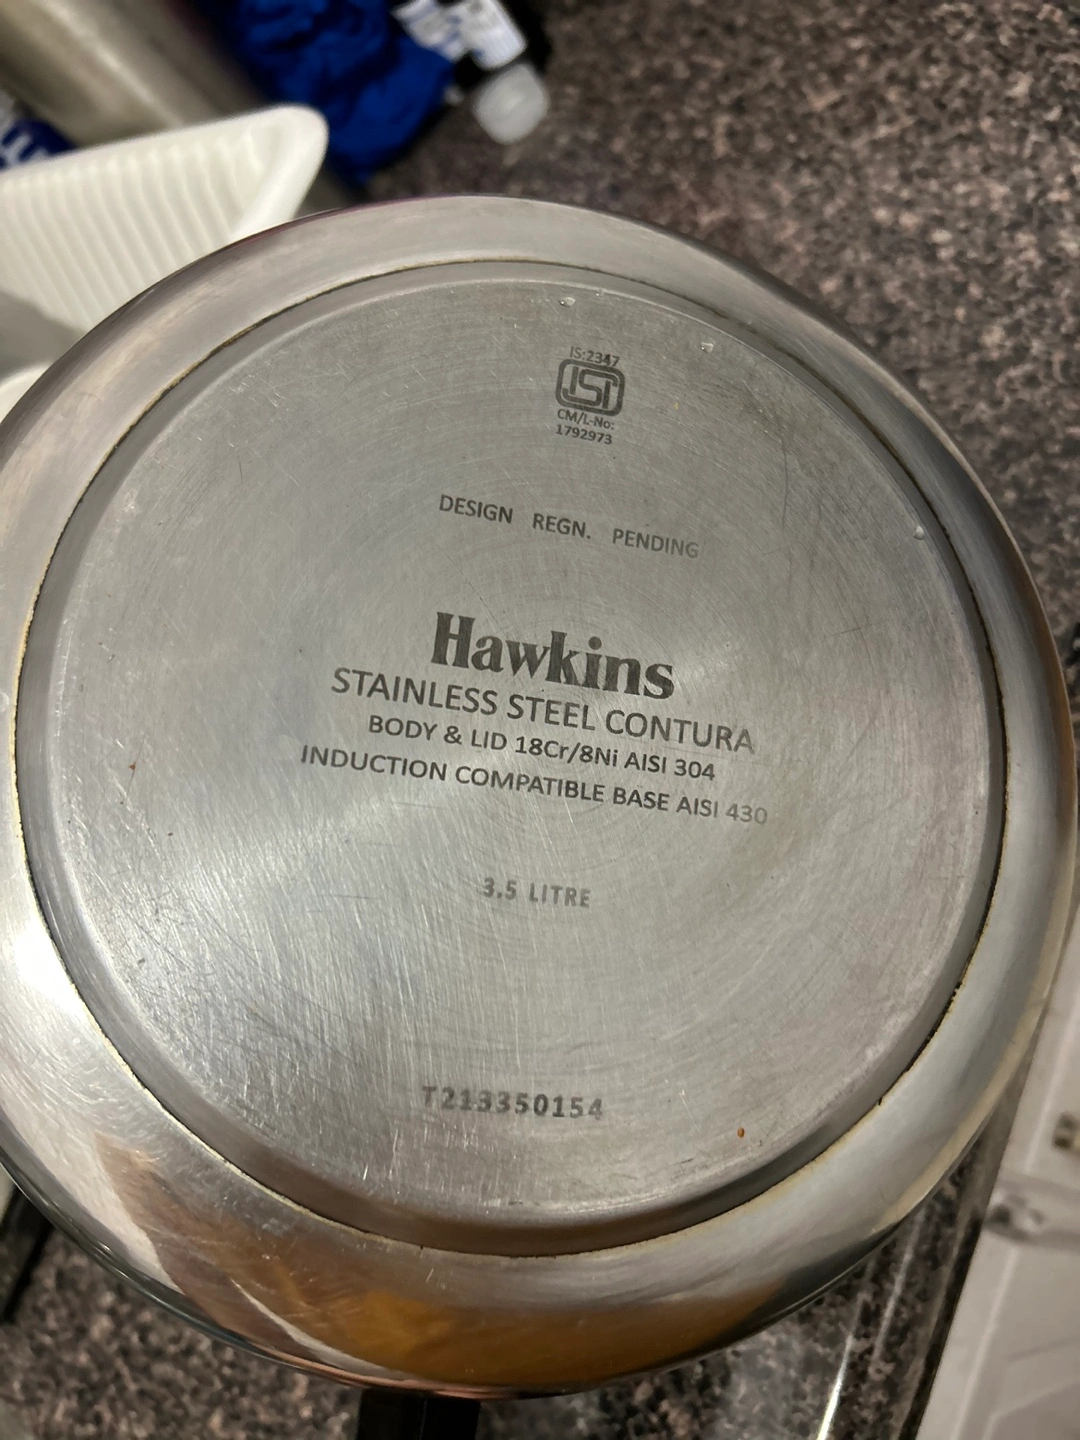 IS:2347
ISI
CM/L-No:
1792973
DESIGN REGN. PENDING
Hawkins
STAINLESS STEEL CONTURA
BODY & LID 18Cr/8Ni AISI 304
INDUCTION COMPATIBLE BASE AISI 430
3.5 LITRE
T213350154